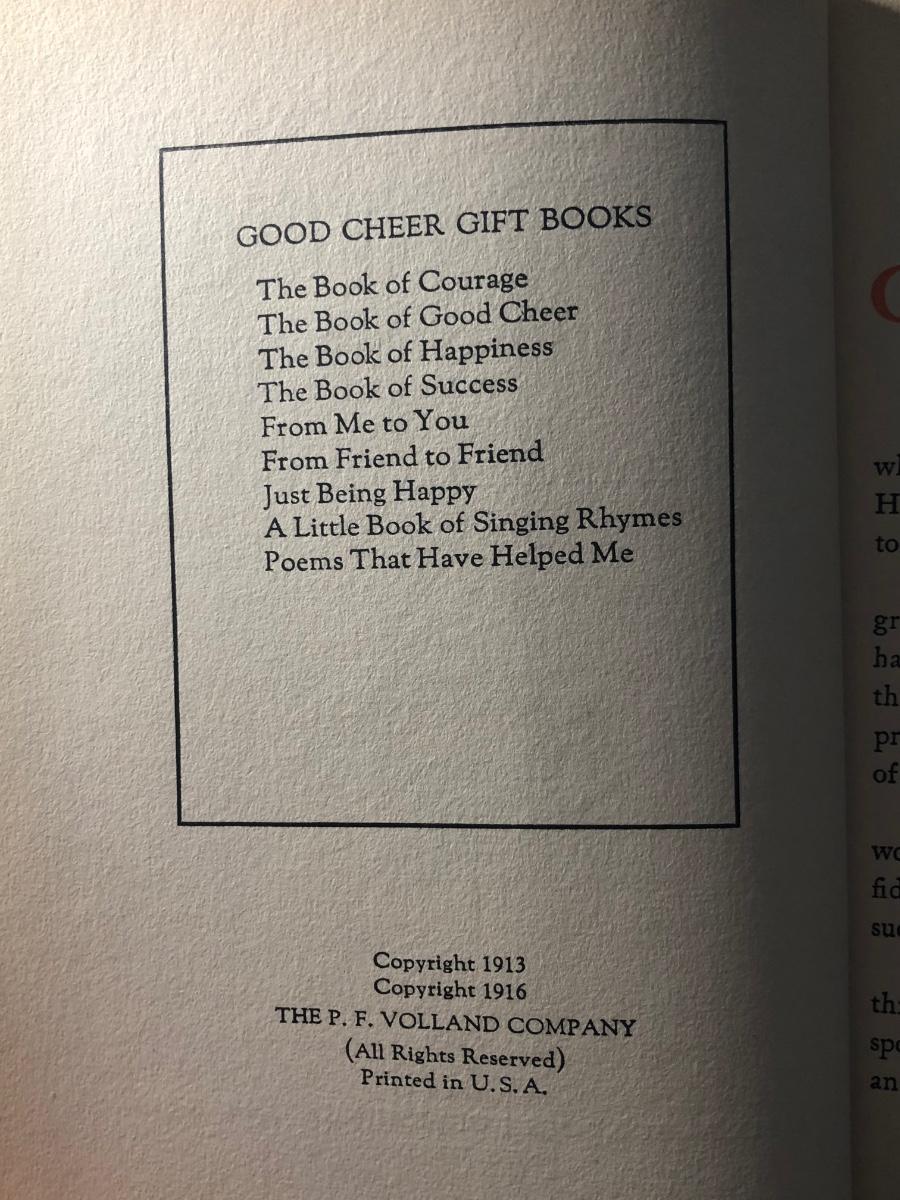 GOOD CHEER GIFT BOOKS
The Book of Courage
The Book of Good Cheer
The Book of Happiness
The Book of Success
From Me to You
From Friend to Friend
Just Being Happy
A Little Book of Singing Rhymes
Poems That Have Helped Me
Copyright 1913
Copyright 1916
THE P. F. VOLLAND COMPANY
(All Rights Reserved)
Printed in U. S. A.
to
of